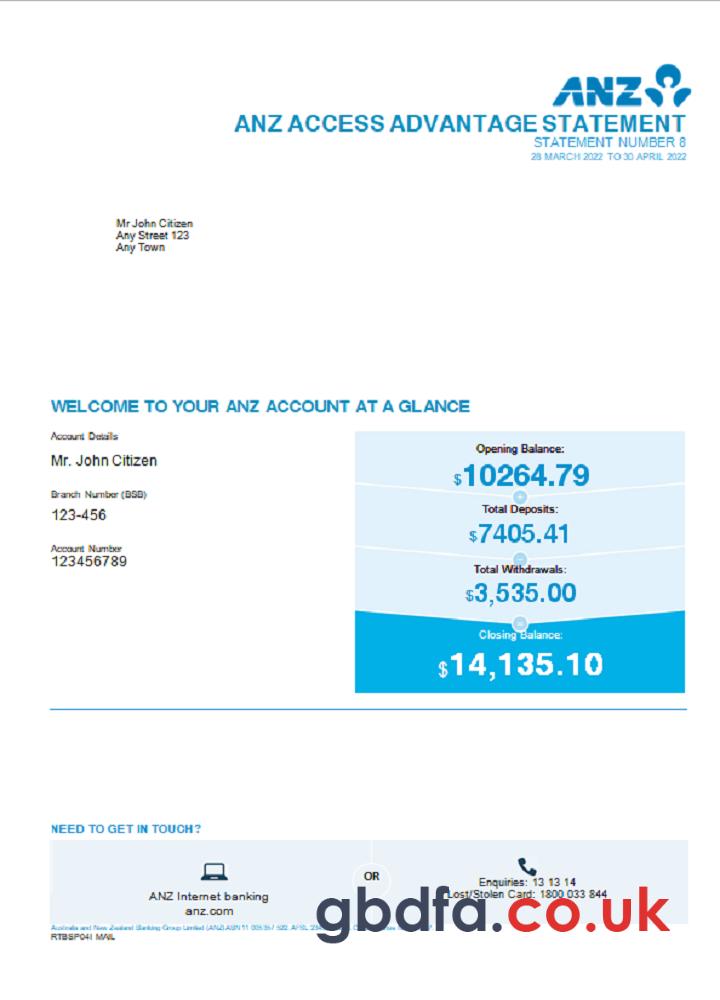 ANZ
ANZ ACCESS ADVANTAGE STATEMENT
STATEMENT NUMBER 8
28 MARCH 2022 TO 30 APRIL 2022
Mr John Citizen
Any Street 123
Any Town
WELCOME TO YOUR ANZ ACCOUNT AT A GLANCE
Account Details
Mr. John Citizen
Branch Number (BSB)
123-456
Account Number
123456789
Opening Balance:
$10264.79
+
Total Deposits:
$7405.41
-
Total Withdrawals:
$3,535.00
=
Closing Balance:
$14,135.10
NEED TO GET IN TOUCH?
ANZ Internet banking
anz.com
OR
Enquiries: 13 13 14
Lost/Stolen Card: 1800 033 844
gbdfa.co.uk
Australia and New Zealand Banking Group Limited (ANZ) ABN 11 005 357 522. AFSL
RTBSP041 MAIL